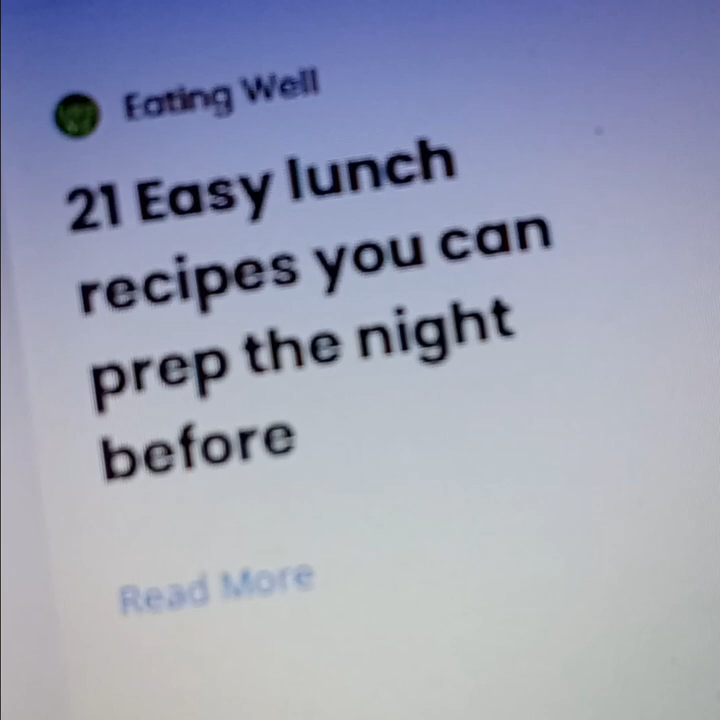 Eating Well
21 Easy lunch
recipes you can
prep the night
before
Read More